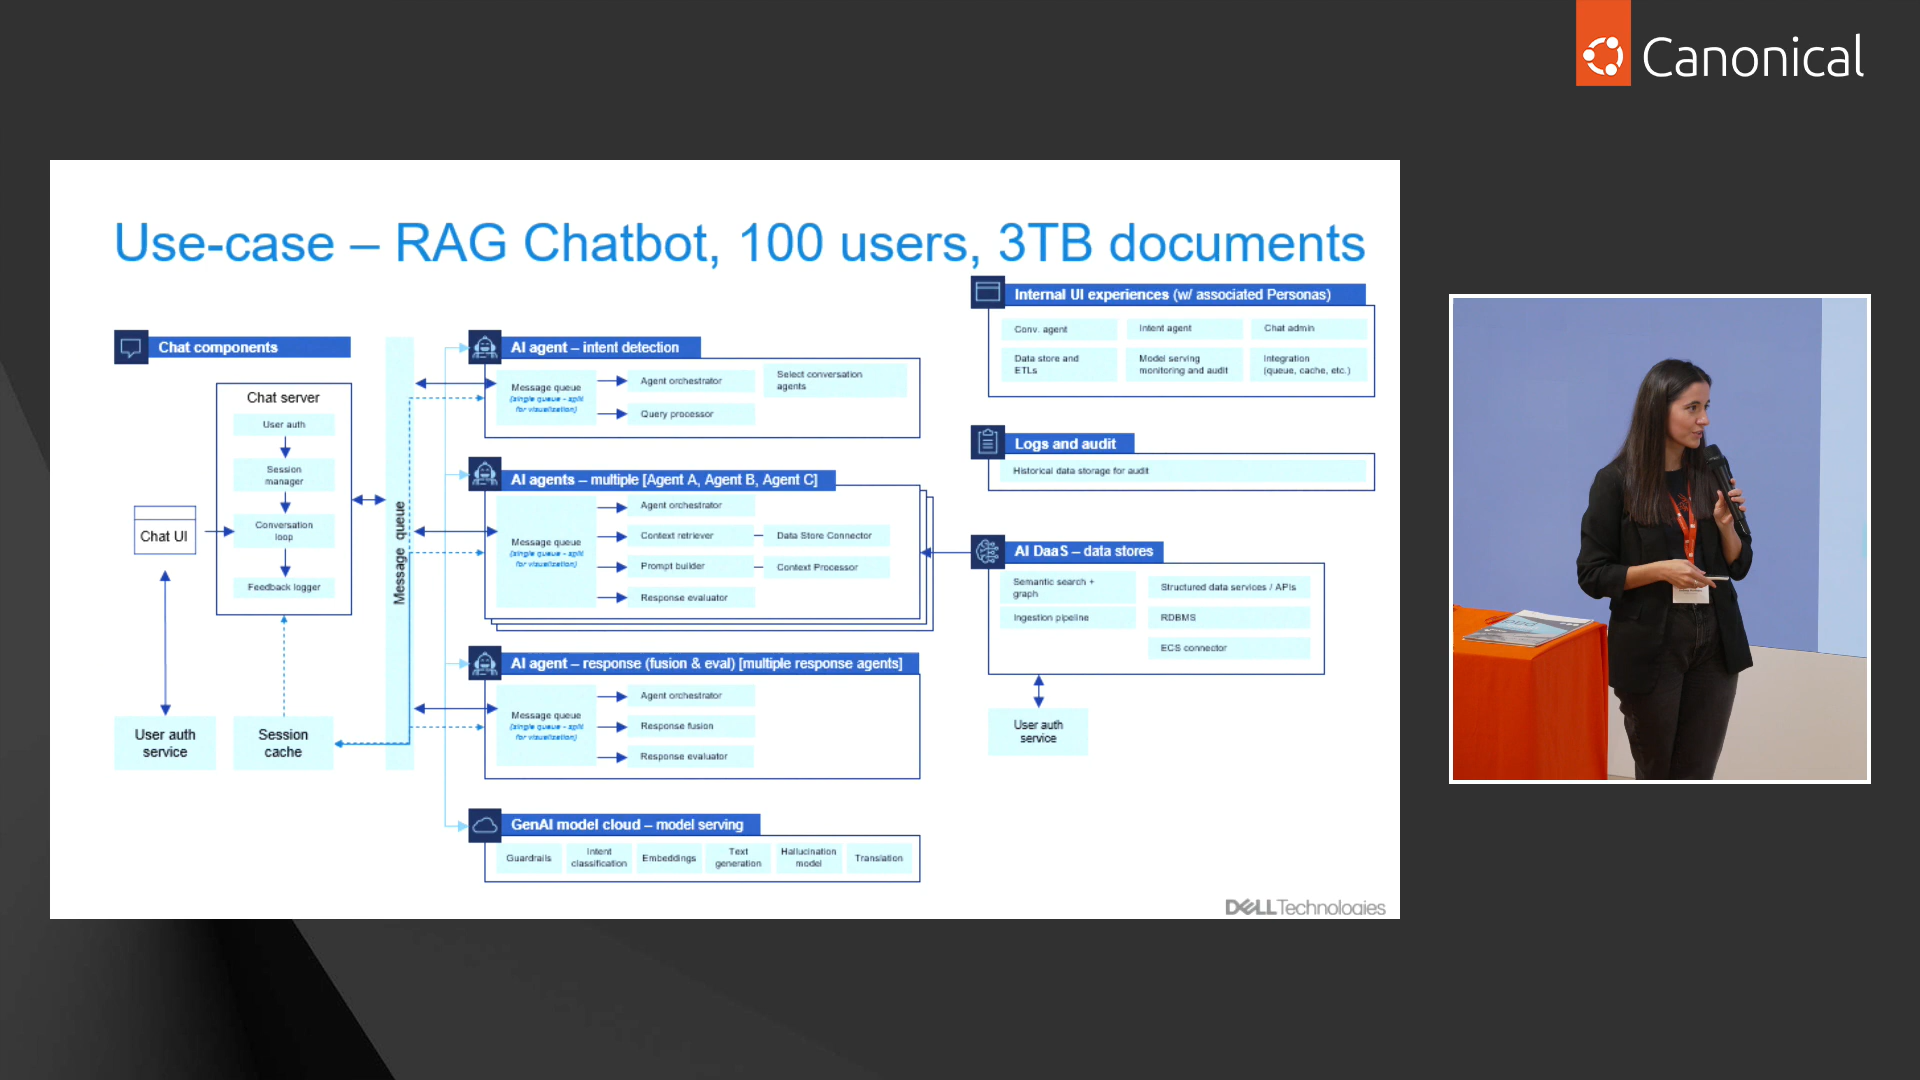 Canonical
Use-case – RAG Chatbot, 100 users, 3TB documents
Chat components
Chat server
User auth
Session
manager
Conversation
loop
Feedback logger
Chat UI
User auth
service
Session
cache
Message queue
AI agent – intent detection
Message queue
(single queue - split
for visualization)
Agent orchestrator
Query processor
Select conversation
agents
AI agents – multiple [Agent A, Agent B, Agent C]
Message queue
(single queue - split
for visualization)
Agent orchestrator
Context retriever
Data Store Connector
Prompt builder
Context Processor
Response evaluator
AI agent – response (fusion & eval) [multiple response agents]
Message queue
(single queue - split
for visualization)
Agent orchestrator
Response fusion
Response evaluator
GenAI model cloud – model serving
Guardrails
Intent
classification
Embeddings
Text
generation
Hallucination
model
Translation
Internal UI experiences (w/ associated Personas)
Conv. agent
Intent agent
Chat admin
Data store and
ETLs
Model serving
monitoring and audit
Integration
(queue, cache, etc.)
Logs and audit
Historical data storage for audit
AI DaaS – data stores
Semantic search +
graph
Ingestion pipeline
Structured data services / APIs
RDBMS
ECS connector
User auth
service
DELL Technologies